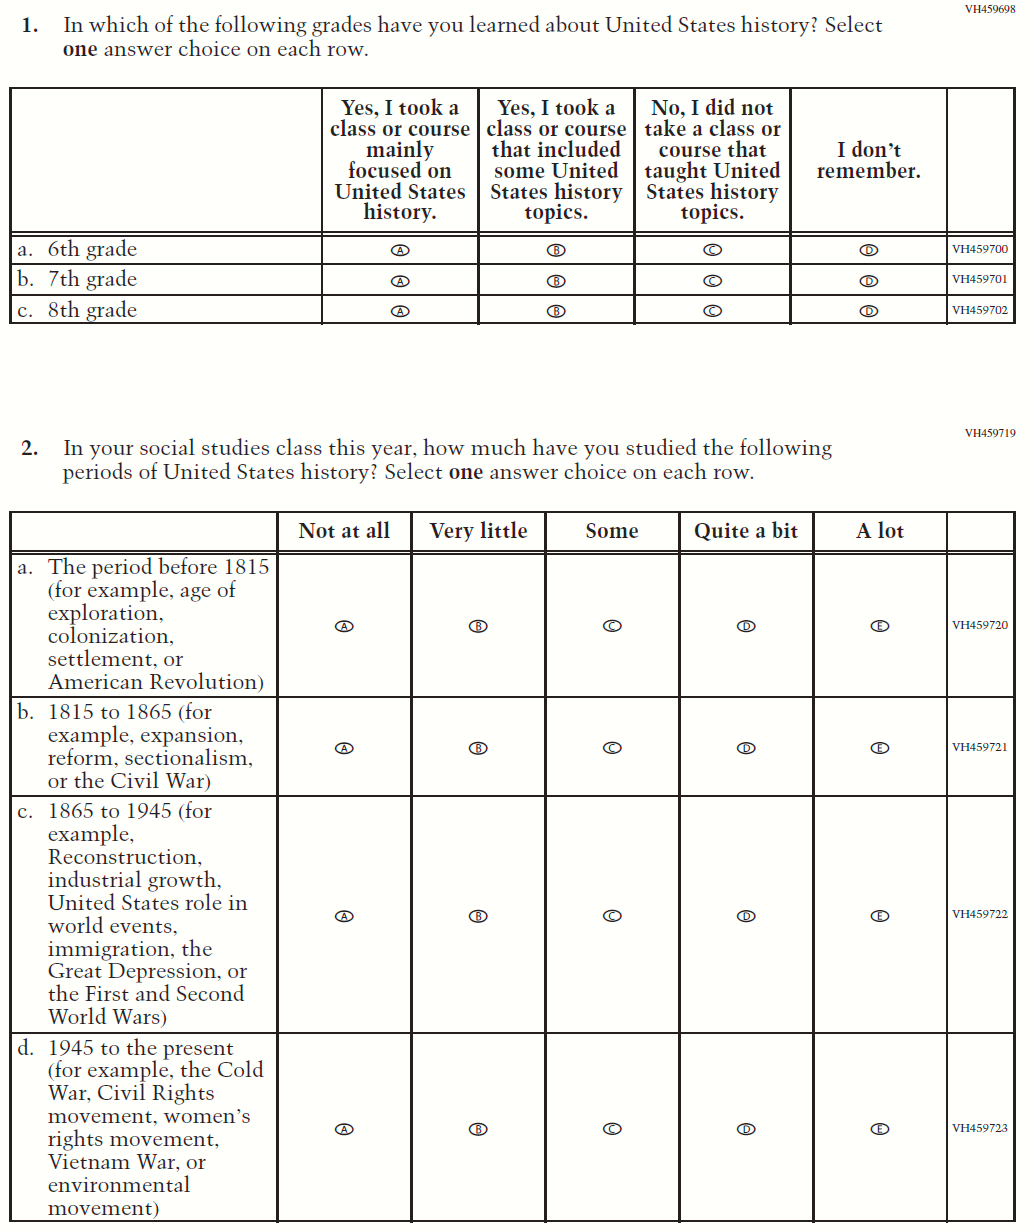 VH459698
1. In which of the following grades have you learned about United States history? Select
one answer choice on each row.
Yes, I took a
class or course
mainly
focused on
United States
history.
Yes, I took a
class or course
that included
some United
States history
topics.
No, I did not
take a class or
course that
taught United
States history
topics.
I don’t
remember.
a. 6th grade A B C D VH459700
b. 7th grade A B C D VH459701
c. 8th grade A B C D VH459702
VH459719
2. In your social studies class this year, how much have you studied the following
periods of United States history? Select one answer choice on each row.
Not at all Very little Some Quite a bit A lot
a. The period before 1815
(for example, age of
exploration,
colonization,
settlement, or
American Revolution)
A B C D E VH459720
b. 1815 to 1865 (for
example, expansion,
reform, sectionalism,
or the Civil War)
A B C D E VH459721
c. 1865 to 1945 (for
example,
Reconstruction,
industrial growth,
United States role in
world events,
immigration, the
Great Depression, or
the First and Second
World Wars)
A B C D E VH459722
d. 1945 to the present
(for example, the Cold
War, Civil Rights
movement, women’s
rights movement,
Vietnam War, or
environmental
movement)
A B C D E VH459723